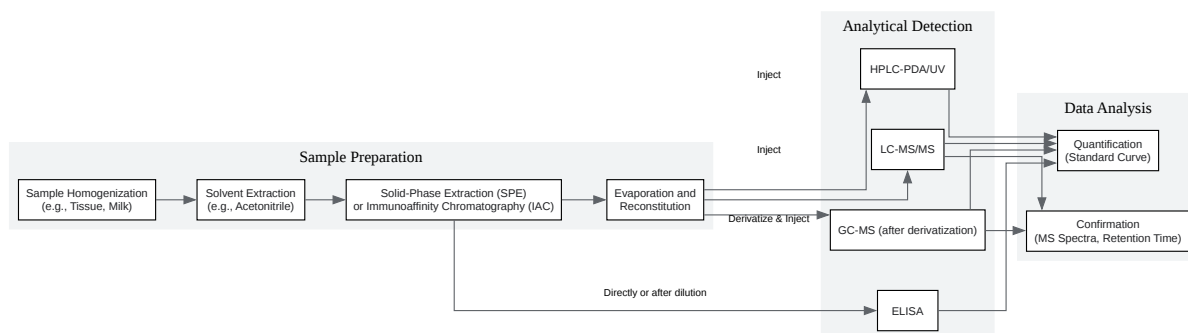 Analytical Detection
HPLC-PDA/UV
Inject
Data Analysis
LC-MS/MS
Quantification
(Standard Curve)
Inject
Sample Preparation
Sample Homogenization
(e.g., Tissue, Milk)
Solvent Extraction
(e.g., Acetonitrile)
Solid-Phase Extraction (SPE)
or Immunoaffinity Chromatography (IAC)
Evaporation and
Reconstitution
Derivatize & Inject
GC-MS (after derivatization)
Confirmation
(MS Spectra, Retention Time)
Directly or after dilution
ELISA